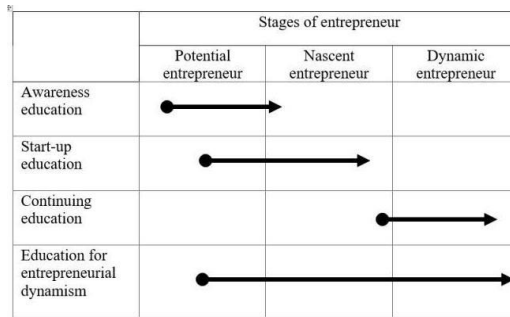 Stages of entrepreneur
Potential
entrepreneur
Nascent
entrepreneur
Dynamic
entrepreneur
Awareness
education
Start-up
education
Continuing
education
Education for
entrepreneurial
dynamism